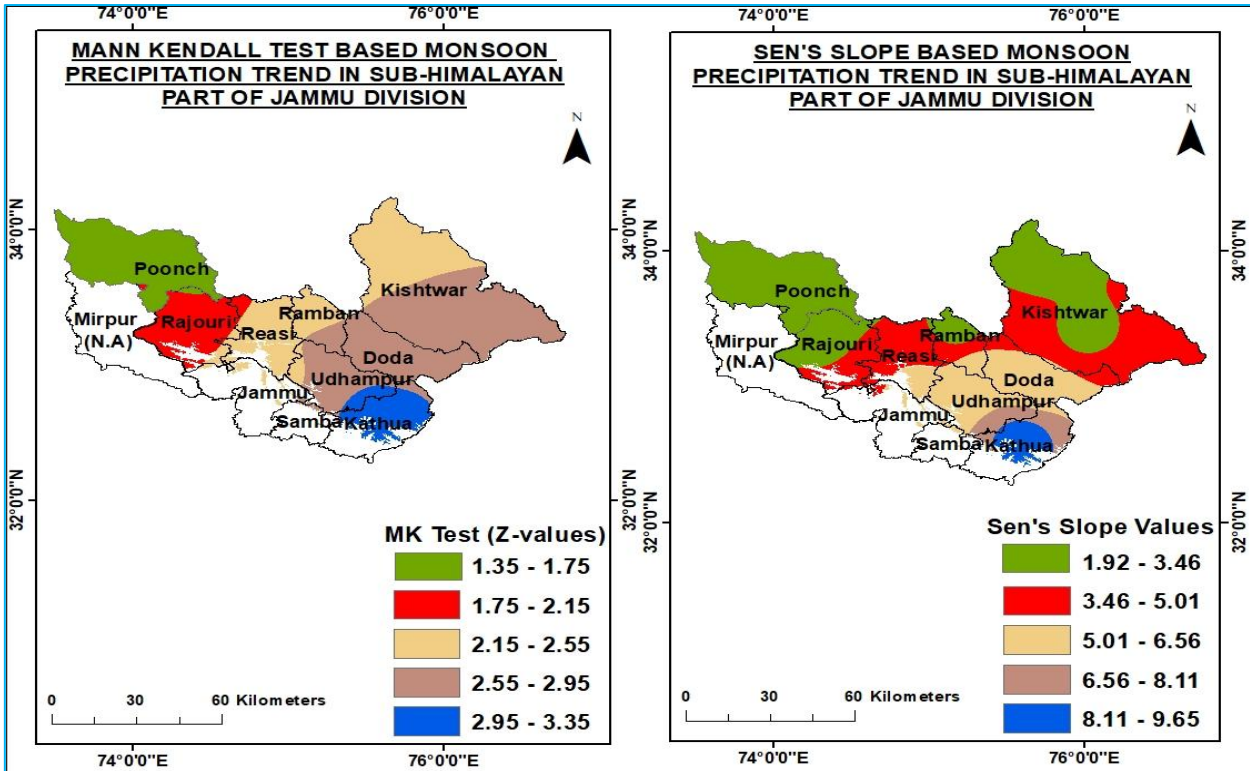 74°0'0"E
76°0'0"E
MANN KENDALL TEST BASED MONSOON
PRECIPITATION TREND IN SUB-HIMALAYAN
PART OF JAMMU DIVISION
N
34°0'0"N
32°0'0"N
Poonch
Mirpur
(N.A)
Rajouri
Reasi
Ramban
Kishtwar
Doda
Udhampur
Jammu
Samba
Kathua
MK Test (Z-values)
1.35 - 1.75
1.75 - 2.15
2.15 - 2.55
2.55 - 2.95
2.95 - 3.35
0 30 60 Kilometers
74°0'0"E
76°0'0"E
74°0'0"E
76°0'0"E
SEN'S SLOPE BASED MONSOON
PRECIPITATION TREND IN SUB-HIMALAYAN
PART OF JAMMU DIVISION
N
34°0'0"N
34°0'0"N
32°0'0"N
32°0'0"N
Poonch
Mirpur
(N.A)
Rajouri
Reasi
Ramban
Kishtwar
Doda
Udhampur
Jammu
Samba
Kathua
Sen's Slope Values
1.92 - 3.46
3.46 - 5.01
5.01 - 6.56
6.56 - 8.11
8.11 - 9.65
0 30 60 Kilometers
74°0'0"E
76°0'0"E